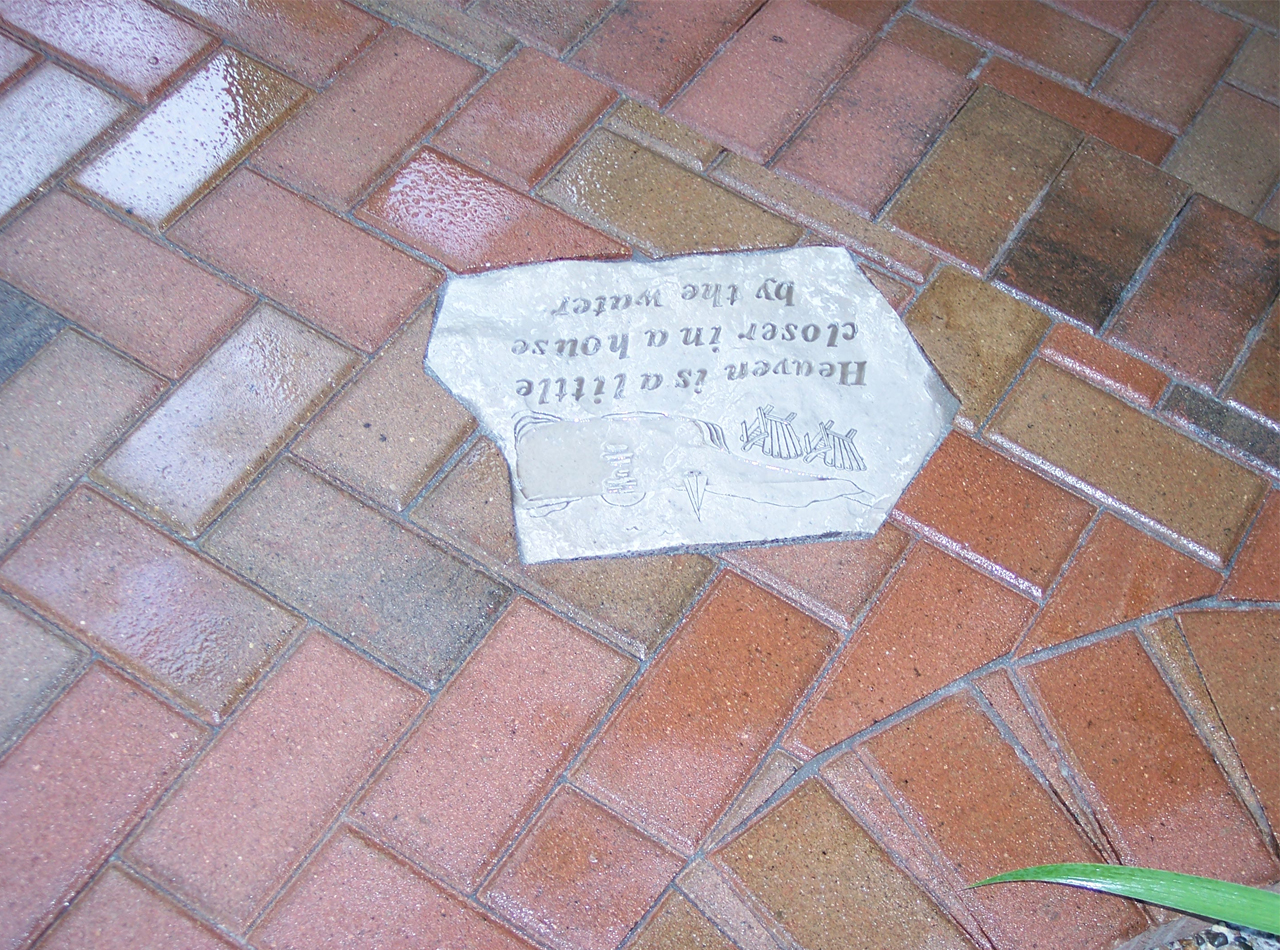 Heaven is a little
closer in a house
by the water